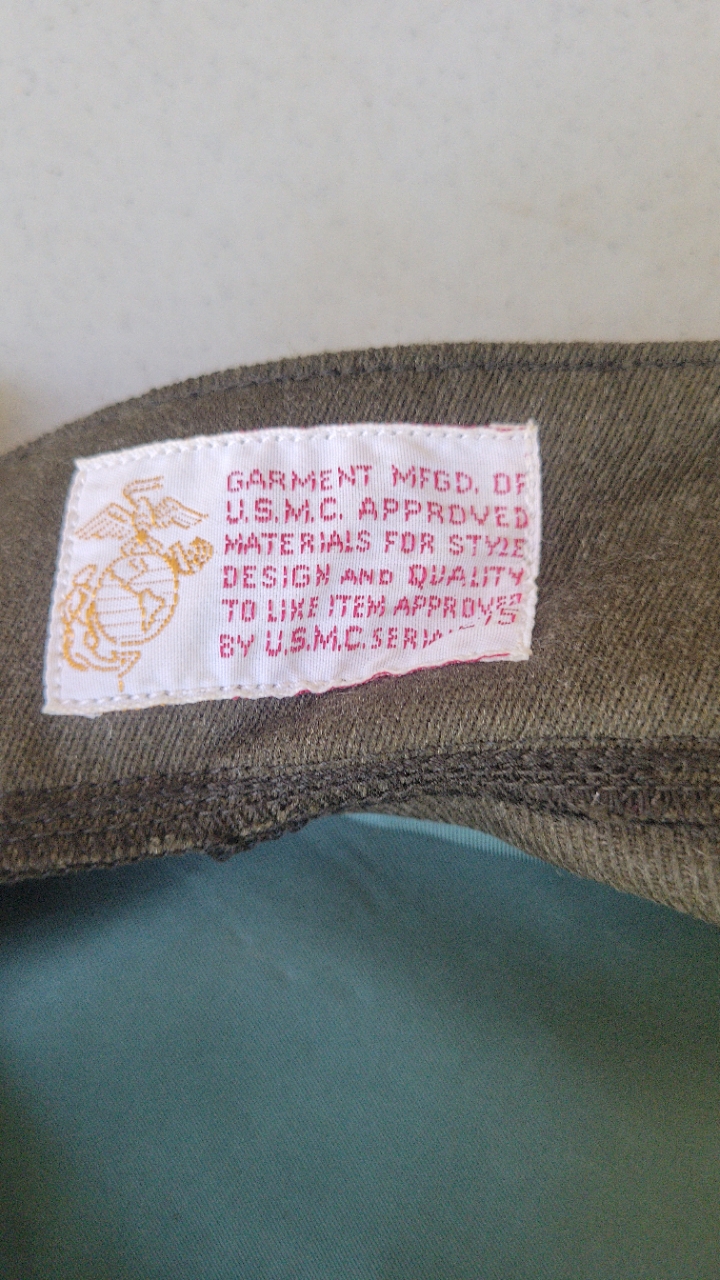 GARMENT MFGD. OF
U.S.M.C. APPROVED
MATERIALS FOR STYLE
DESIGN AND QUALITY
TO LIKE ITEM APPROVED
BY U.S.M.C.